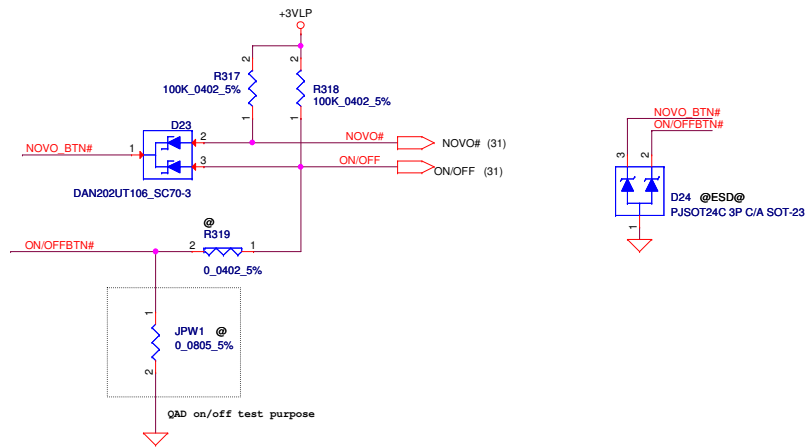 +3VLP
2
2
R317
100K_0402_5%
R318
100K_0402_5%
1
1
D23
NOVO_BTN#
1
2
3
NOVO#
NOVO# (31)
ON/OFF
ON/OFF (31)
DAN202UT106_SC70-3
@
R319
ON/OFFBTN#
2
1
0_0402_5%
1
JPW1 @
0_0805_5%
2
QAD on/off test purpose
NOVO_BTN#
ON/OFFBTN#
3
2
D24 @ESD@
PJSOT24C 3P C/A SOT-23
1